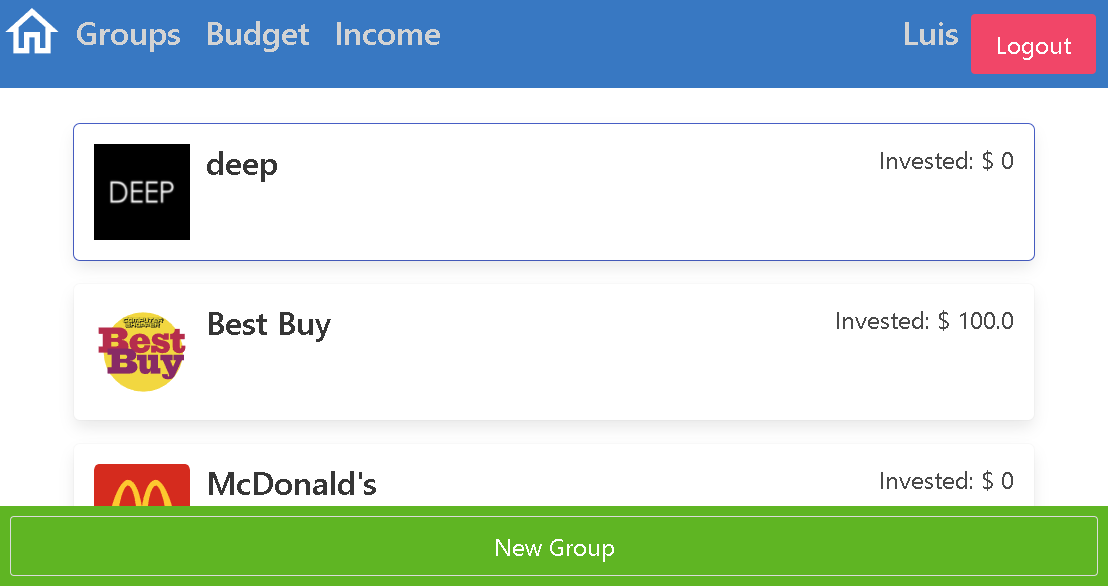 Groups Budget Income Luis Logout
DEEP
deep
Invested: $ 0
COMPUTER
SHOPPER
Best
Buy
Best Buy
Invested: $ 100.0
McDonald's
Invested: $ 0
New Group